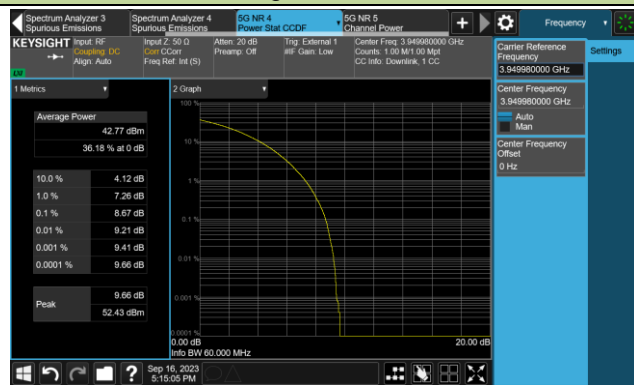 Spectrum Analyzer 3
Spurious Emissions
Spectrum Analyzer 4
Spurious Emissions
5G NR 4
Power Stat CCDF
5G NR 5
Channel Power
Frequency
KEYSIGHT
Input: RF
Coupling: DC
Align: Auto
Input Z: 50 Ω
Corr CCorr
Freq Ref: Int (S)
Atten: 20 dB
Preamp: Off
Trig: External 1
#IF Gain: Low
Center Freq: 3.949980000 GHz
Counts: 1.00 M/1.00 Mpt
CC Info: Downlink, 1 CC
LXI
1 Metrics
Average Power
42.77 dBm
36.18 % at 0 dB
10.0 % 4.12 dB
1.0 % 7.26 dB
0.1 % 8.67 dB
0.01 % 9.21 dB
0.001 % 9.41 dB
0.0001 % 9.66 dB
Peak
9.66 dB
52.43 dBm
2 Graph
100 %
10 %
1 %
0.1 %
0.001 %
0.0001 %
0.00 dB
20.00 dB
Info BW 60.000 MHz
Carrier Reference
Frequency
3.949980000 GHz
Center Frequency
3.949980000 GHz
Auto
Man
Center Frequency
Offset
0 Hz
Settings
Sep 16, 2023
5:15:05 PM